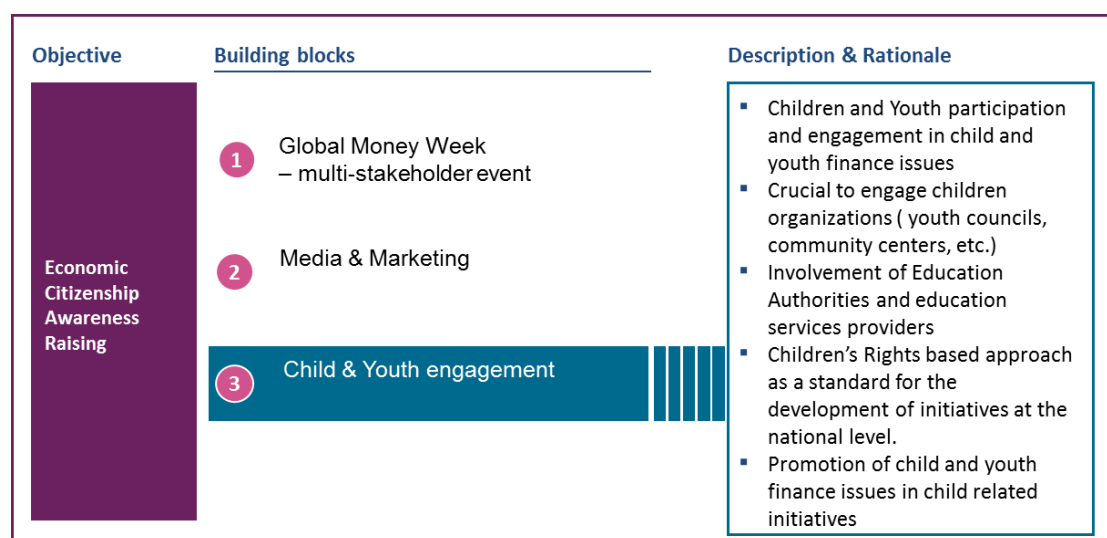 Objective
Building blocks
Description & Rationale
Economic
Citizenship
Awareness
Raising
1
Global Money Week
– multi-stakeholder event
2
Media & Marketing
3
Child & Youth engagement
▪ Children and Youth participation
and engagement in child and
youth finance issues
▪ Crucial to engage children
organizations ( youth councils,
community centers, etc.)
▪ Involvement of Education
Authorities and education
services providers
▪ Children’s Rights based approach
as a standard for the
development of initiatives at the
national level.
▪ Promotion of child and youth
finance issues in child related
initiatives